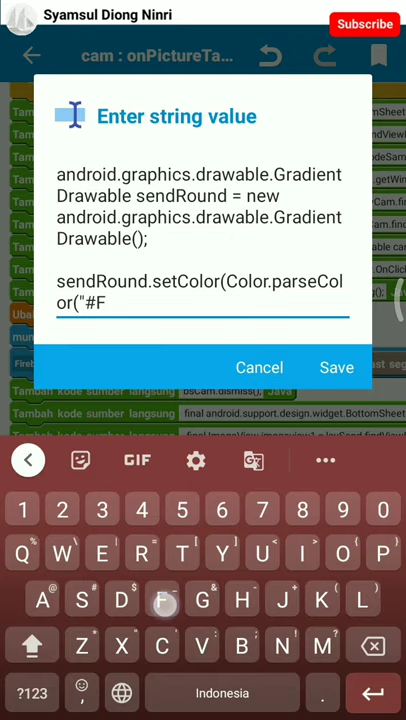 Syamsul Diong Ninri
Subscribe
cam : onPictureTa...
Enter string value
android.graphics.drawable.Gradient
Drawable sendRound = new
android.graphics.drawable.Gradient
Drawable();
sendRound.setColor(Color.parseCol
or("#F
Cancel
Save
Tambah kode sumber langsung
bsCam.dismiss();
Java
Tambah kode sumber langsung
final android.support.design.widget.BottomSheet
GIF
1 2 3 4 5 6 7 8 9 0
Q W E R T Y U I O P
A S D F G H J K L
Z X C V B N M
?123
,
Indonesia
.